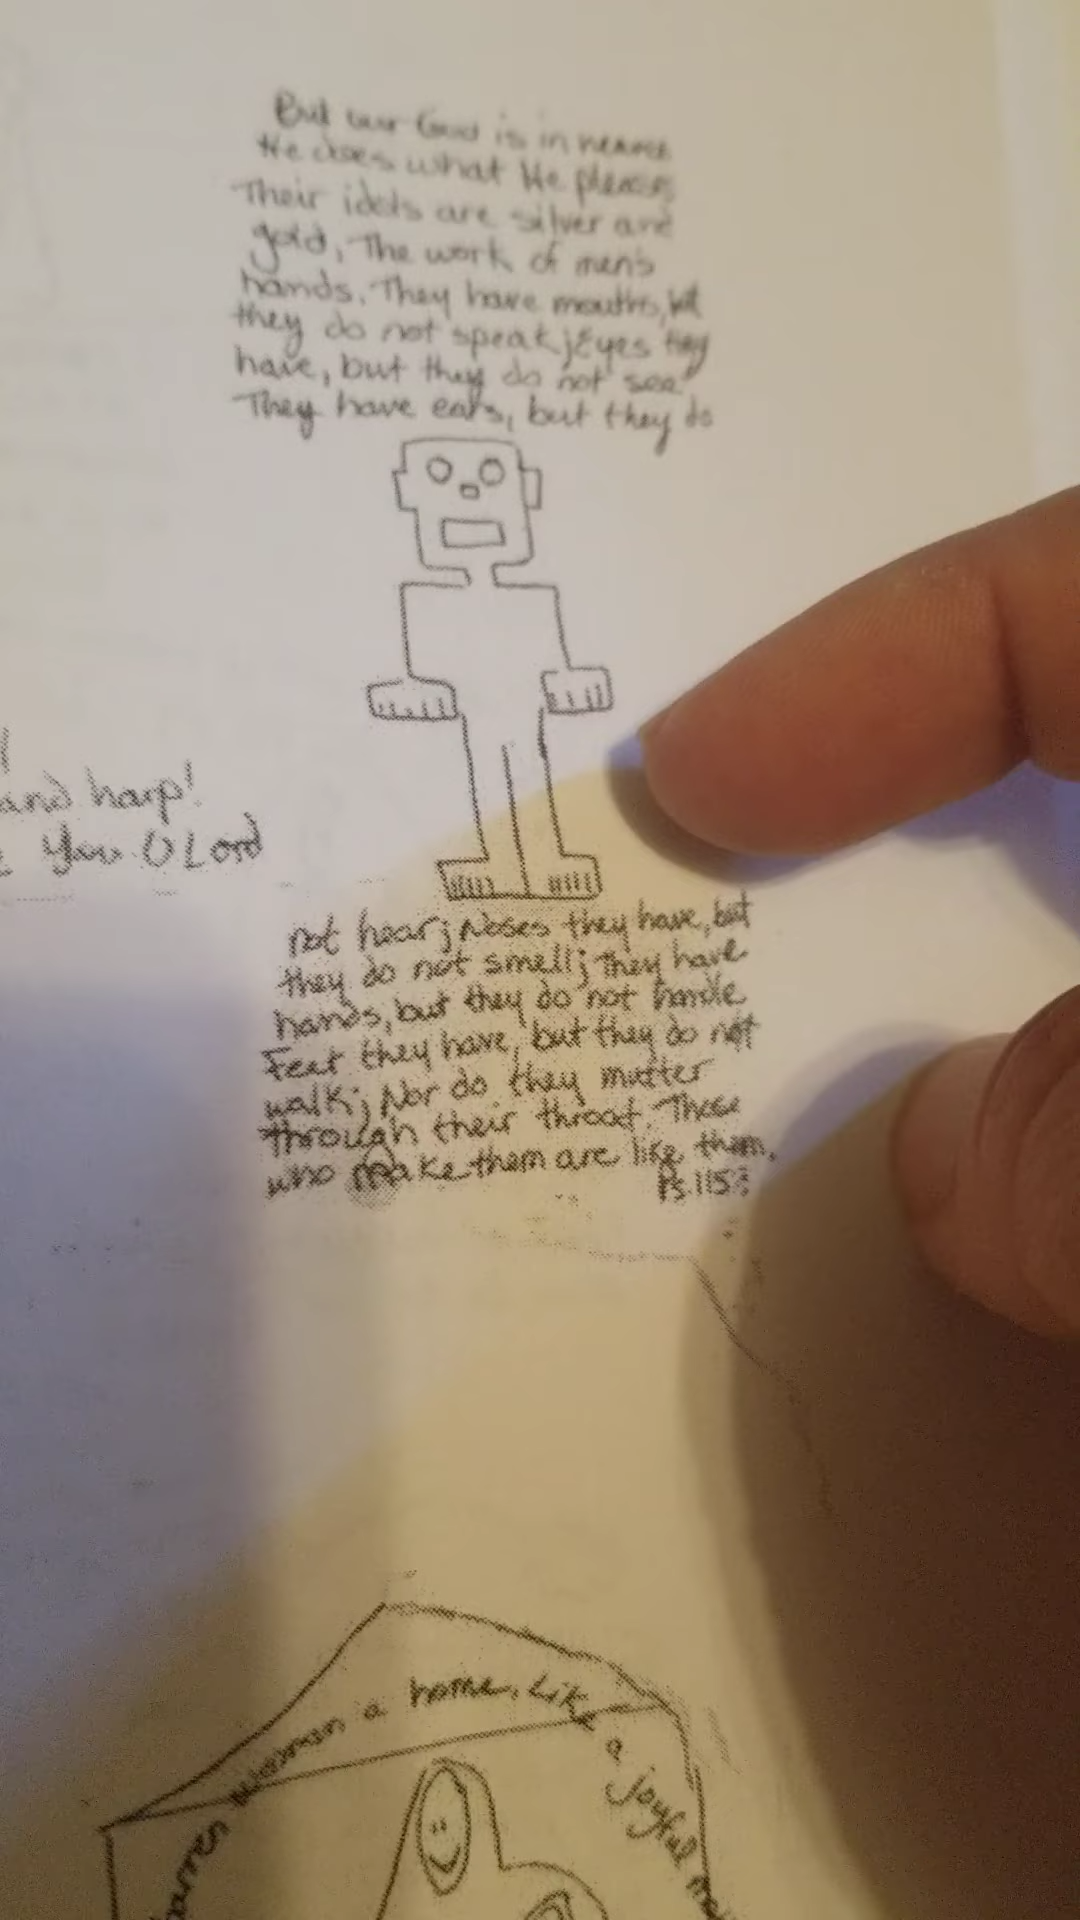 But our God is in heaven
He does what He pleases
Their idols are silver and
gold, The work of men's
hands. They have mouths, but
they do not speak; Eyes they
have, but they do not see
They have ears, but they do
and harp!
You O Lord
not hear; Noses they have, but
they do not smell; They have
hands, but they do not handle
Feet they have, but they do not
walk; Nor do they mutter
through their throat. Those
who make them are like them.
Ps. 115:
woman a home, Like
a joyful